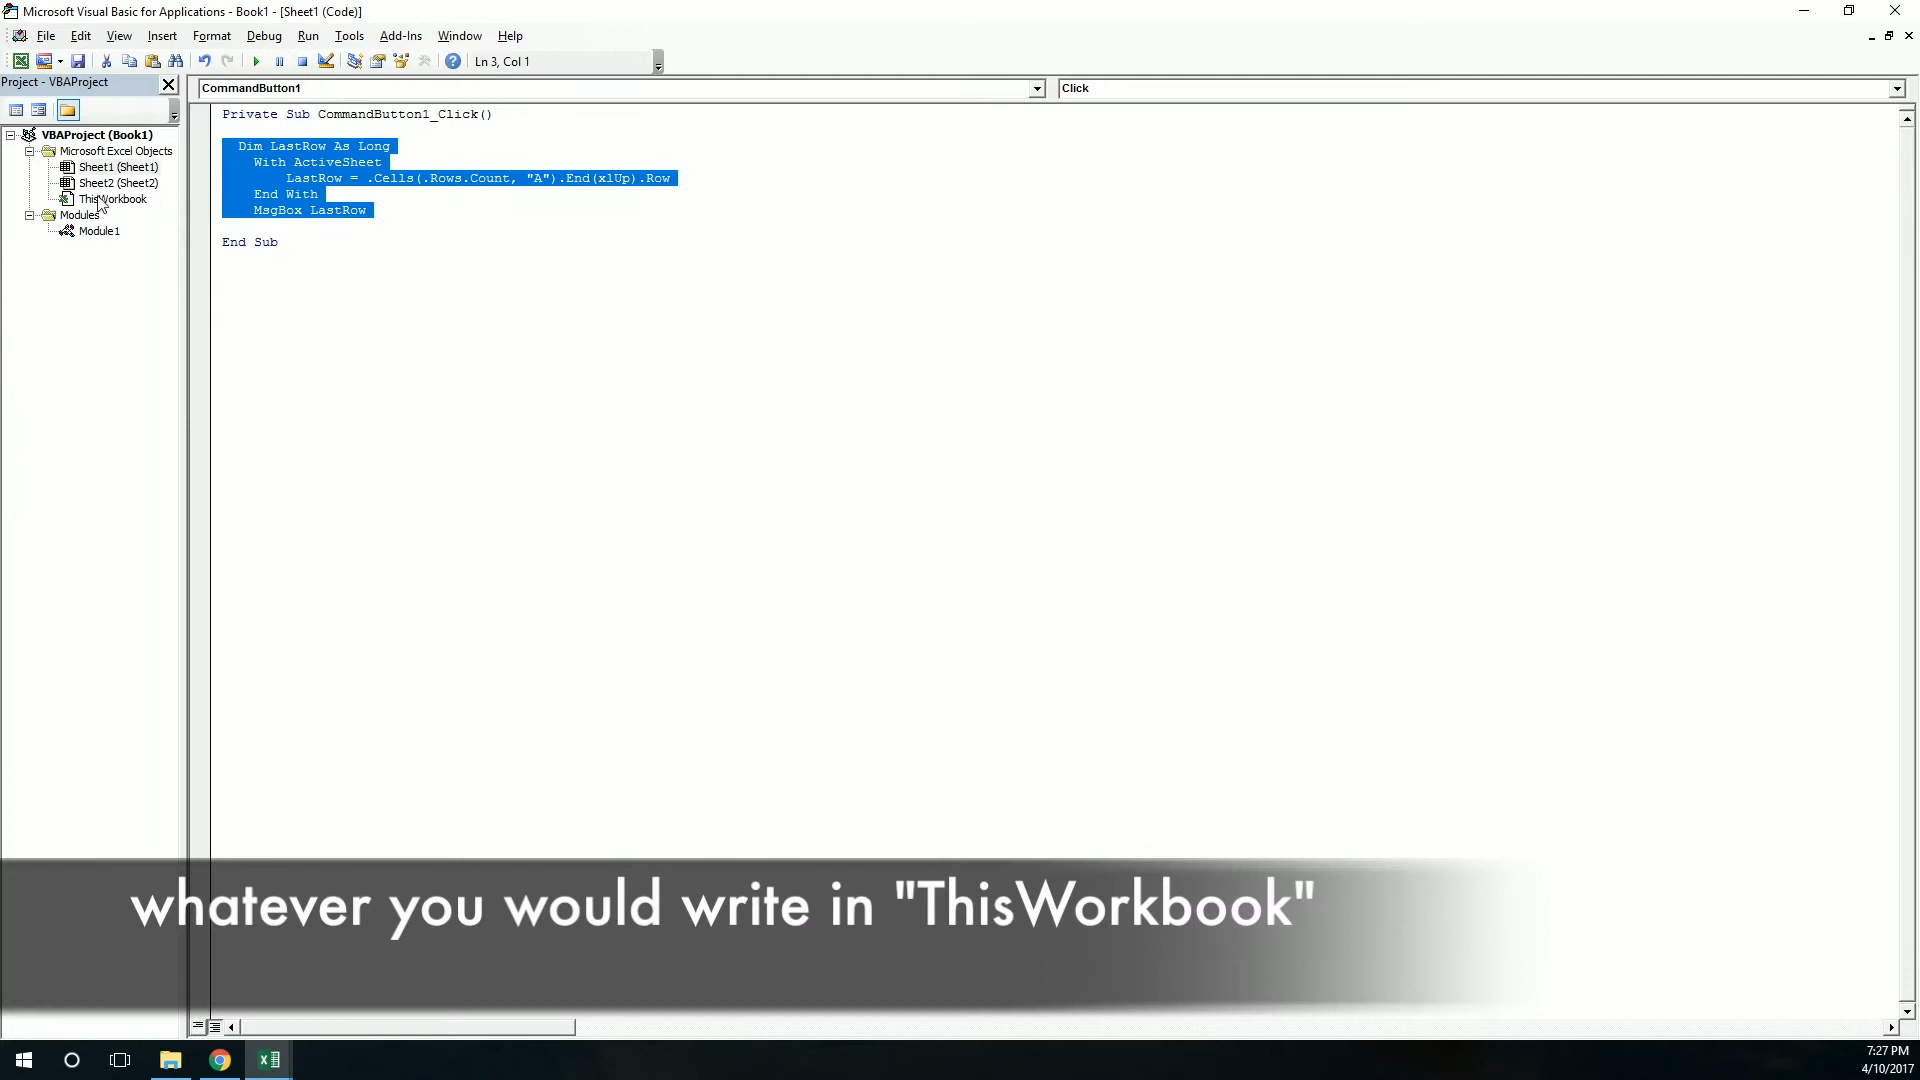 Microsoft Visual Basic for Applications - Book1 - [Sheet1 (Code)]
File Edit View Insert Format Debug Run Tools Add-Ins Window Help
Ln 3, Col 1
Project - VBAProject
CommandButton1
Click
VBAProject (Book1)
Microsoft Excel Objects
Sheet1 (Sheet1)
Sheet2 (Sheet2)
ThisWorkbook
Modules
Module1
Private Sub CommandButton1_Click()
Dim LastRow As Long
With ActiveSheet
LastRow = .Cells(.Rows.Count, "A").End(xlUp).Row
End With
MsgBox LastRow
End Sub
whatever you would write in "ThisWorkbook"
7:27 PM
4/10/2017